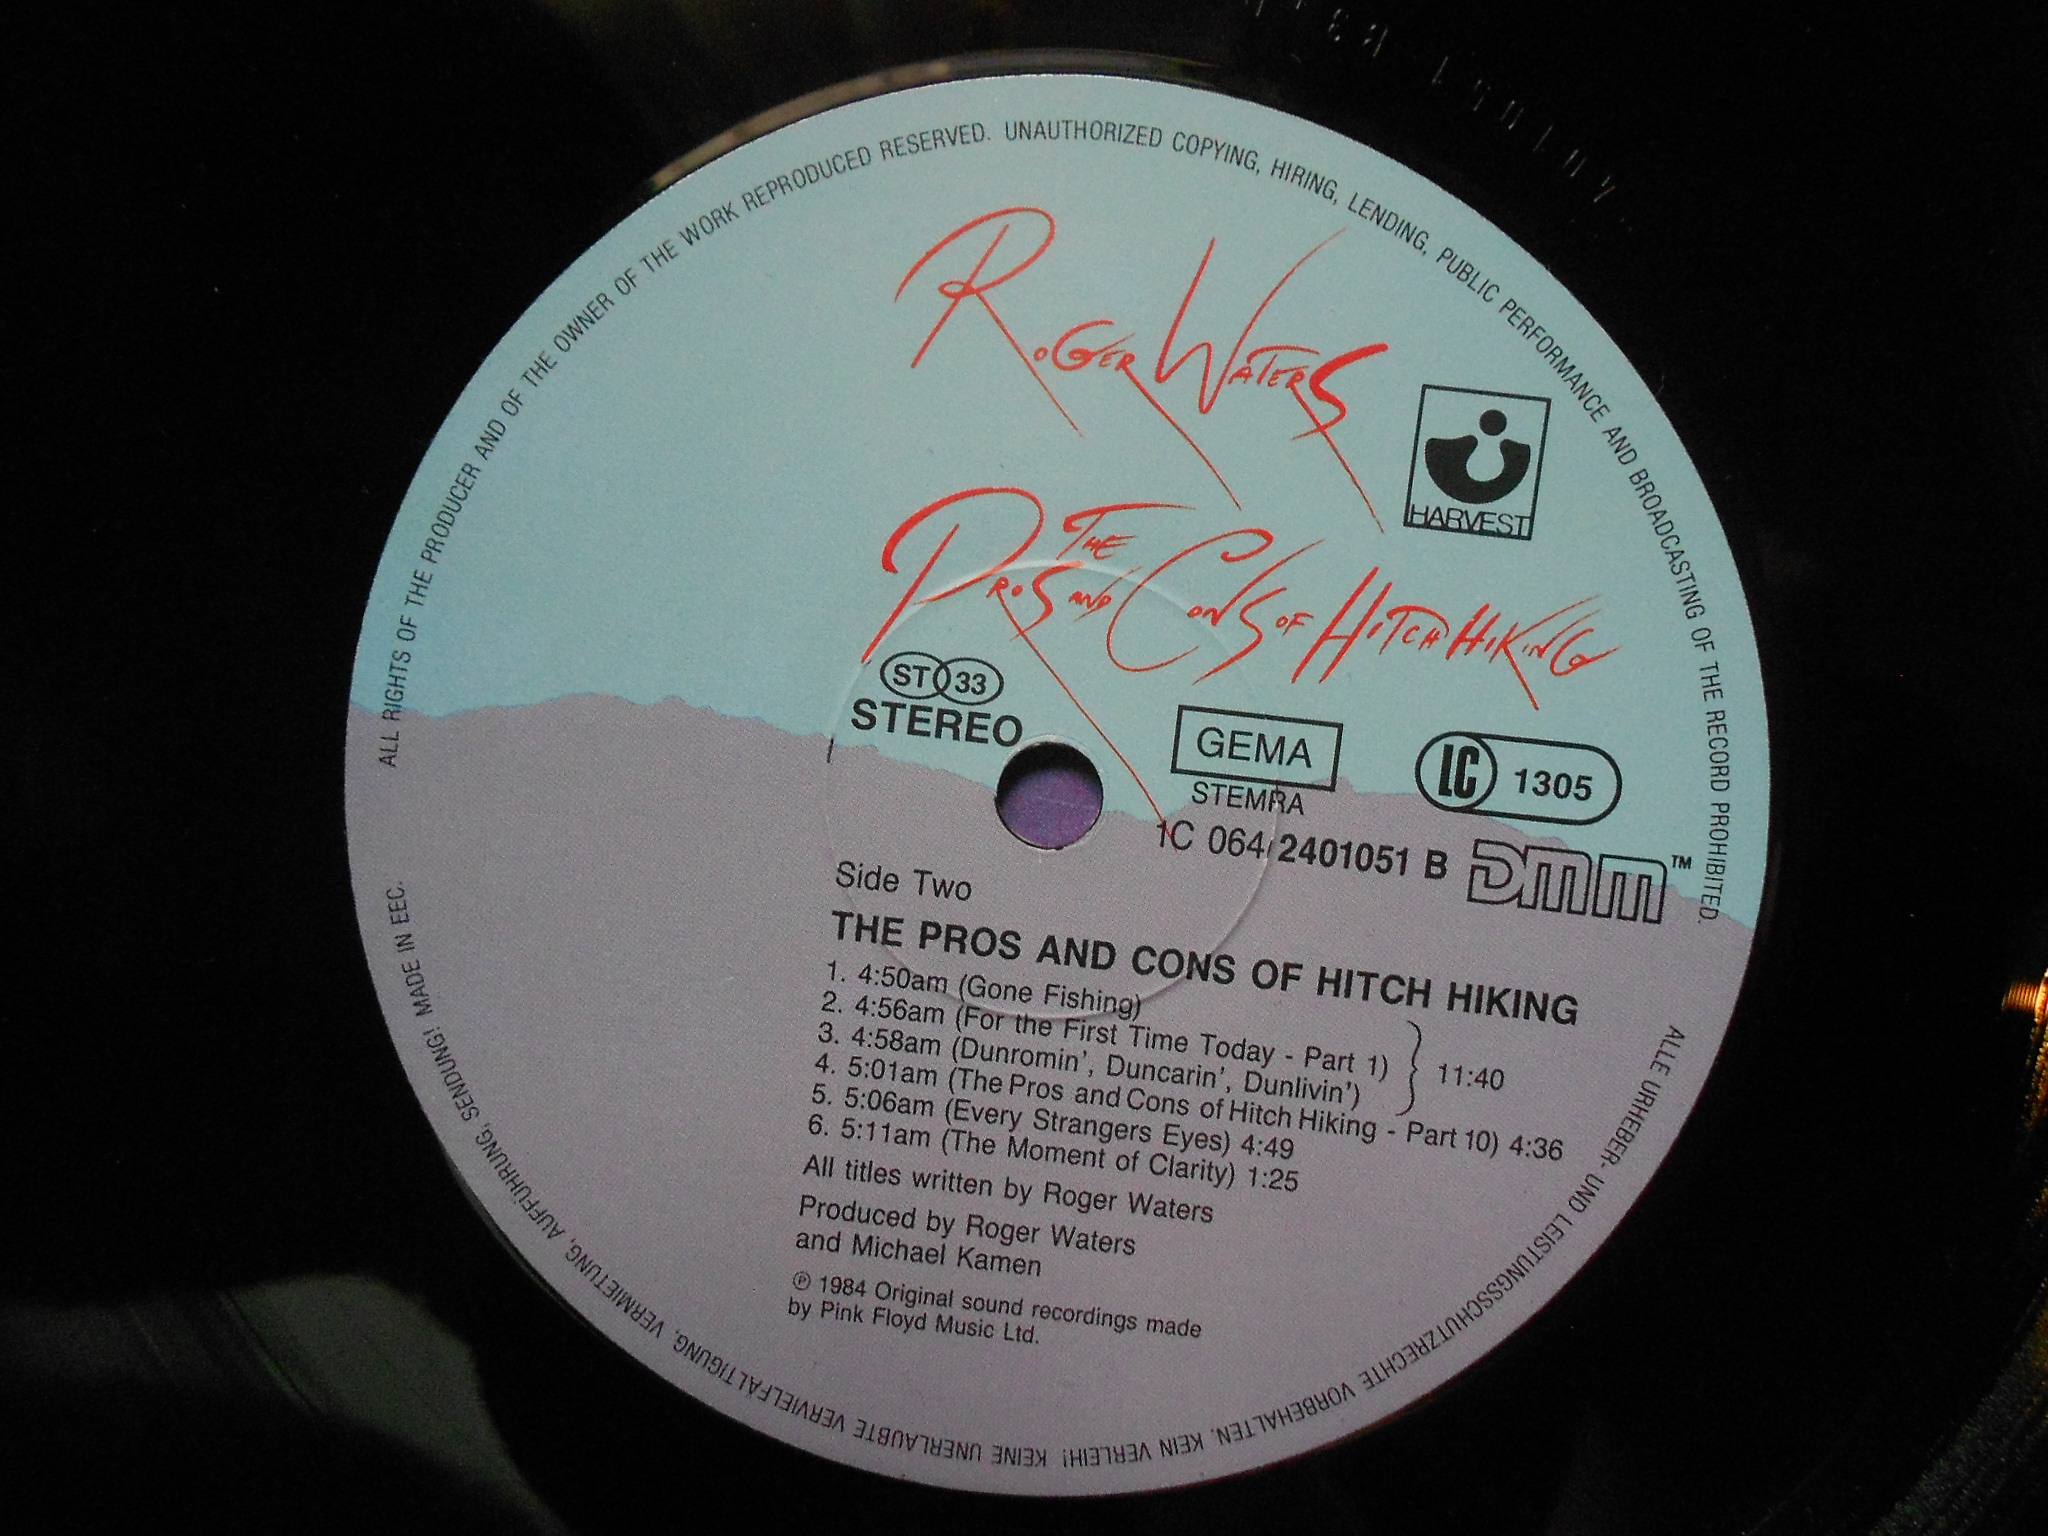 ALL RIGHTS OF THE PRODUCER AND OF THE OWNER OF THE WORK REPRODUCED RESERVED. UNAUTHORIZED COPYING, HIRING, LENDING, PUBLIC PERFORMANCE AND BROADCASTING OF THE RECORD PROHIBITED.
ROGER WATERS
HARVEST
THE
PROS AND CONS OF HITCH HIKING
ST 33
STEREO
GEMA
STEMRA
LC 1305
1C 064 2401051 B
DMM™
Side Two
THE PROS AND CONS OF HITCH HIKING
1. 4:50am (Gone Fishing)
2. 4:56am (For the First Time Today - Part 1)
3. 4:58am (Dunromin', Duncarin', Dunlivin')
11:40
4. 5:01am (The Pros and Cons of Hitch Hiking - Part 10) 4:36
5. 5:06am (Every Strangers Eyes) 4:49
6. 5:11am (The Moment of Clarity) 1:25
All titles written by Roger Waters
Produced by Roger Waters
and Michael Kamen
℗ 1984 Original sound recordings made
by Pink Floyd Music Ltd.
ALLE URHEBER- UND LEISTUNGSSCHUTZRECHTE VORBEHALTEN. KEIN VERLEIH! KEINE UNERLAUBTE VERVIELFÄLTIGUNG, VERMIETUNG, AUFFÜHRUNG, SENDUNG! MADE IN EEC.